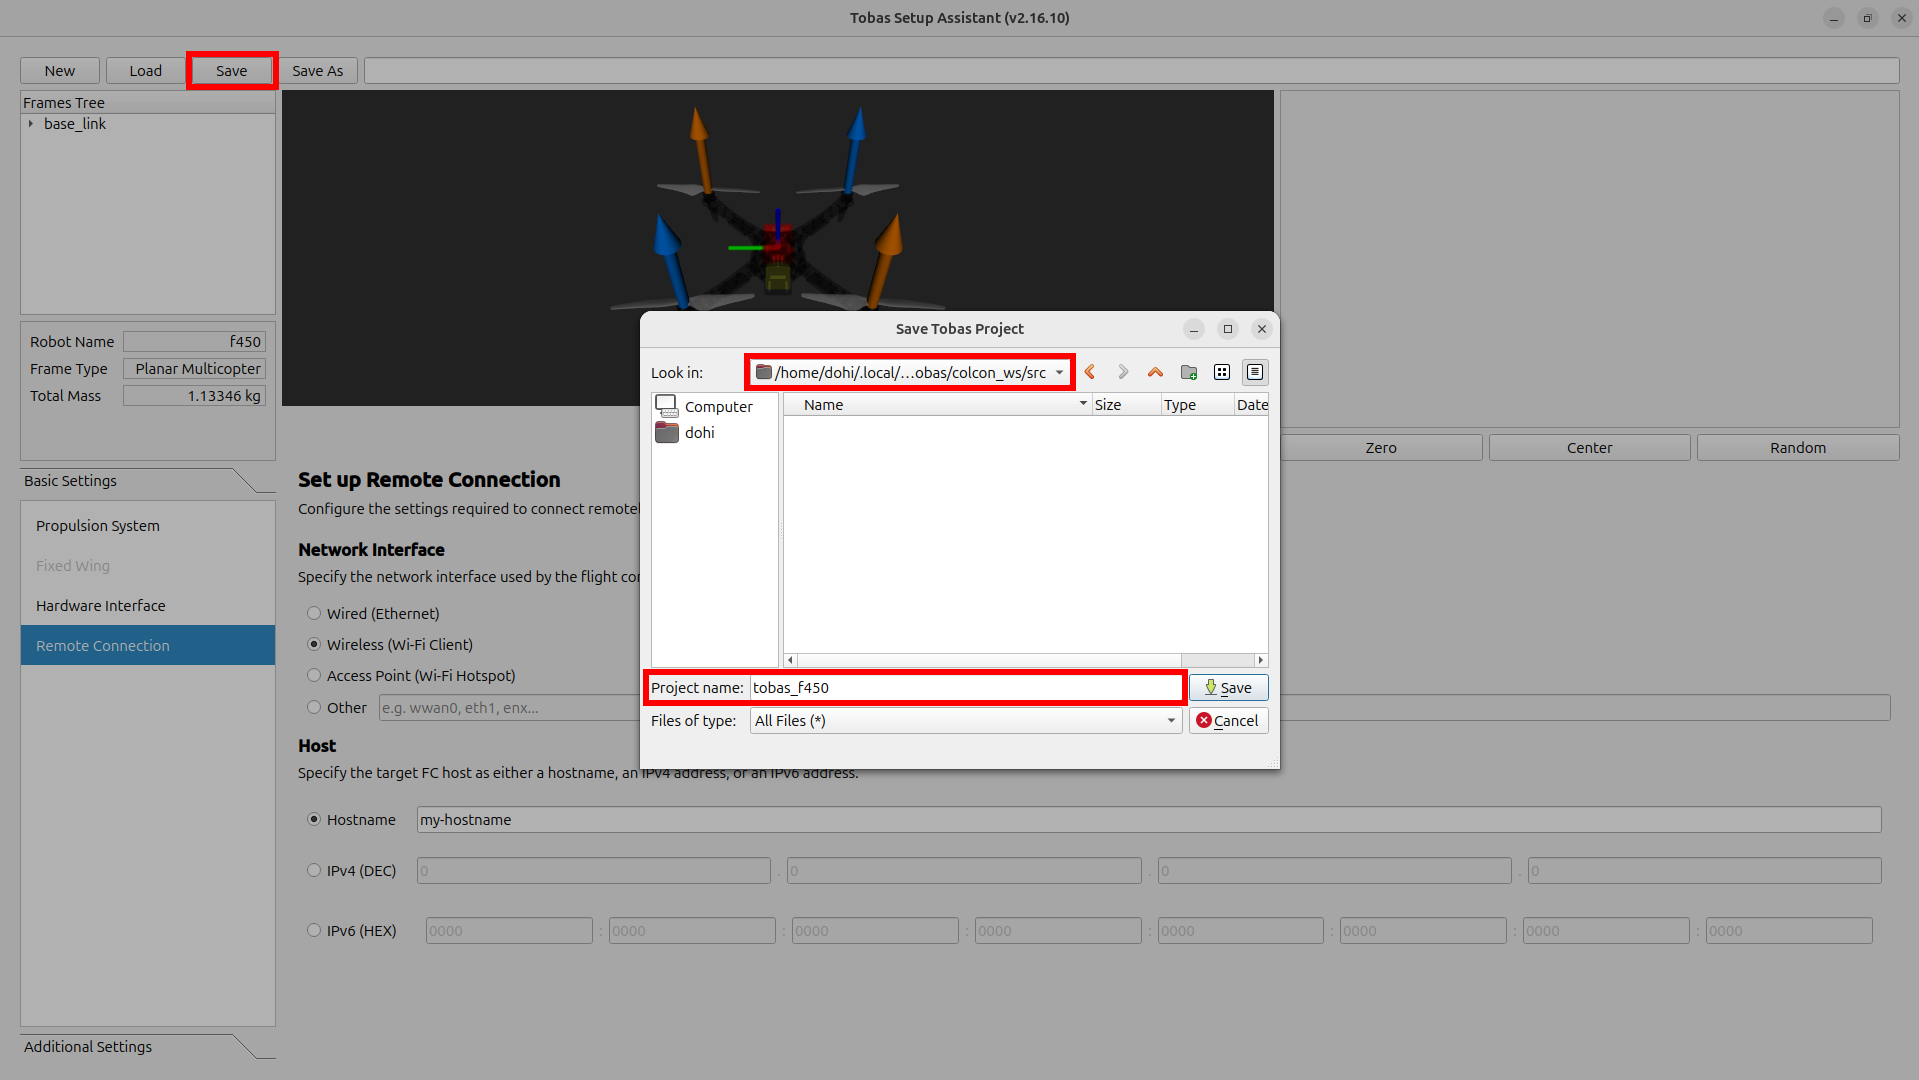 Tobas Setup Assistant (v2.16.10)
New Load Save Save As
Frames Tree
base_link
Robot Name f450
Frame Type Planar Multicopter
Total Mass 1.13346 kg
Basic Settings
Propulsion System
Fixed Wing
Hardware Interface
Remote Connection
Additional Settings
Zero Center Random
Set up Remote Connection
Configure the settings required to connect remotel
Network Interface
Specify the network interface used by the flight con
Wired (Ethernet)
Wireless (Wi-Fi Client)
Access Point (Wi-Fi Hotspot)
Other e.g. wwan0, eth1, enx...
Host
Specify the target FC host as either a hostname, an IPv4 address, or an IPv6 address.
Hostname my-hostname
IPv4 (DEC) 0 . 0 . 0 . 0
IPv6 (HEX) 0000 : 0000 : 0000 : 0000 : 0000 : 0000 : 0000 : 0000
Save Tobas Project
Look in: /home/dohi/.local/...obas/colcon_ws/src
Computer
dohi
Name Size Type Date
Project name: tobas_f450 Save
Files of type: All Files (*) Cancel